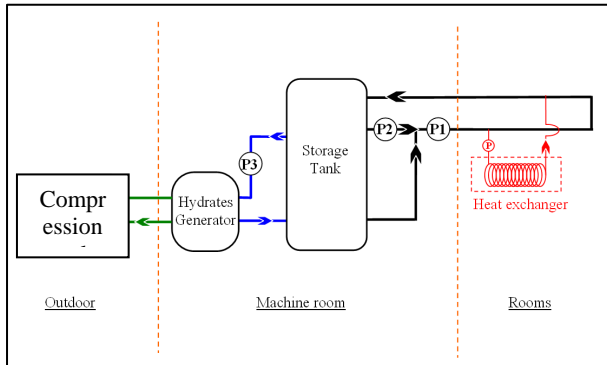 P2
P1
P3
Storage
Tank
P
Compr
ession
Hydrates
Generator
Heat exchanger
Outdoor
Machine room
Rooms